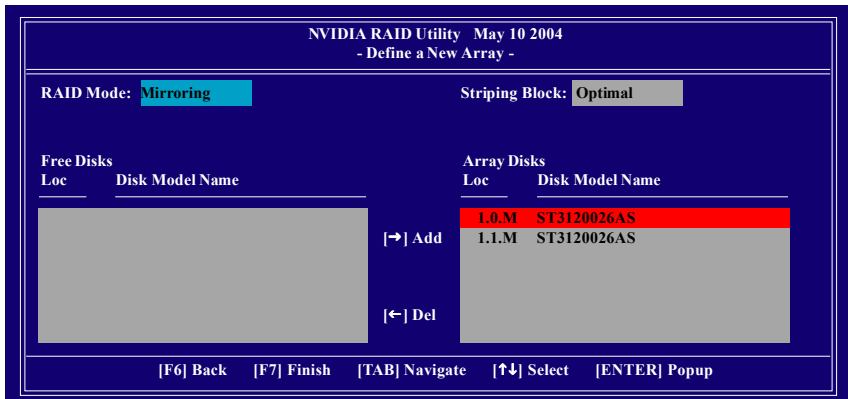 NVIDIA RAID Utility May 10 2004
- Define a New Array -
RAID Mode: Mirroring
Striping Block: Optimal
Free Disks
Loc Disk Model Name
Array Disks
Loc Disk Model Name
1.0.M ST3120026AS
1.1.M ST3120026AS
[→] Add
[←] Del
[F6] Back [F7] Finish [TAB] Navigate [↑↓] Select [ENTER] Popup